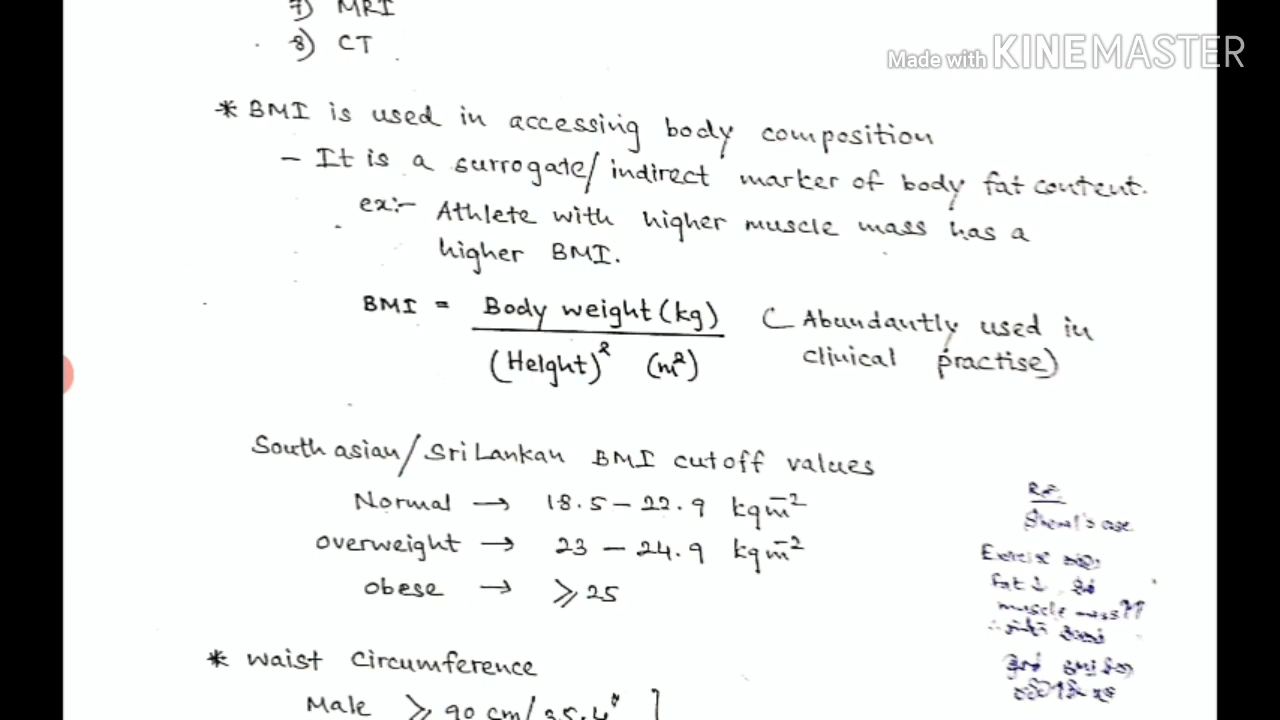 7) MRI
8) CT
Made with KINEMASTER
* BMI is used in accessing body composition
- It is a surrogate/indirect marker of body fat content.
ex:- Athlete with higher muscle mass has a
higher BMI.
BMI = Body weight (kg)
(Height)² (m²)
( Abundantly used in
clinical practise)
South asian/Sri Lankan BMI cutoff values
Normal → 18.5 – 22.9 kgm⁻²
overweight → 23 – 24.9 kgm⁻²
obese → ⩾ 25
Exercise
fat ↓
muscle mass↑↑
BMI
* waist circumference
Male ⩾ 90 cm/35.4"